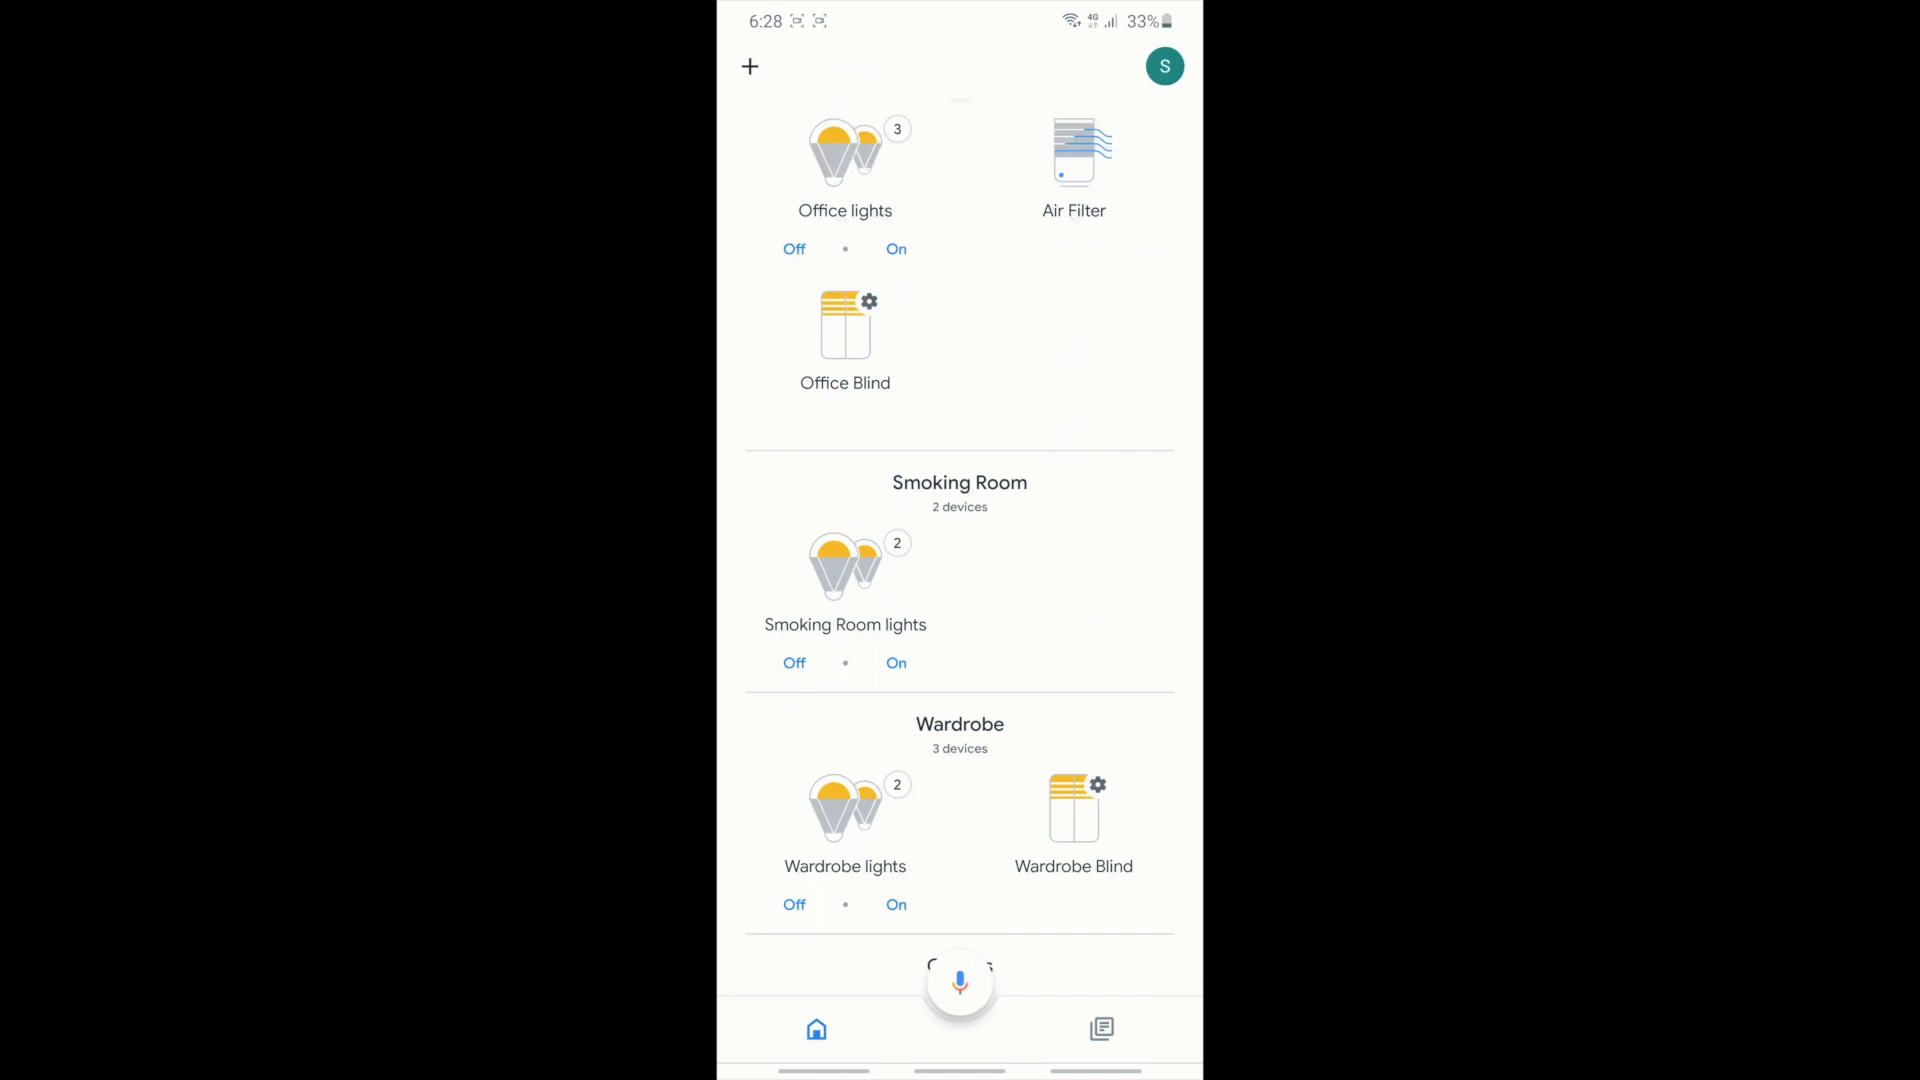 6:28 4G 33%
S
3
Office lights Air Filter
Off • On
Office Blind
Smoking Room
2 devices
2
Smoking Room lights
Off • On
Wardrobe
3 devices
2
Wardrobe lights Wardrobe Blind
Off • On